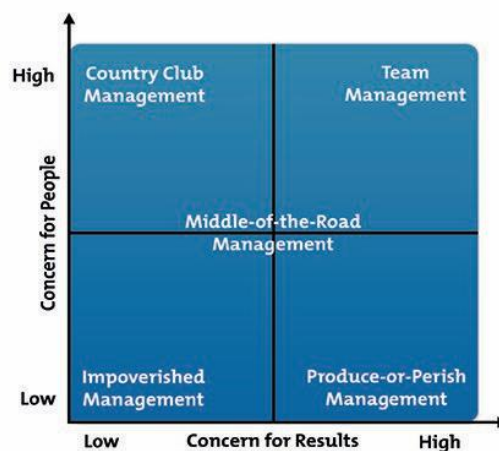 High
Country Club
Management
Team
Management
Concern for People
Middle-of-the-Road
Management
Impoverished
Management
Produce-or-Perish
Management
Low
Low
Concern for Results
High